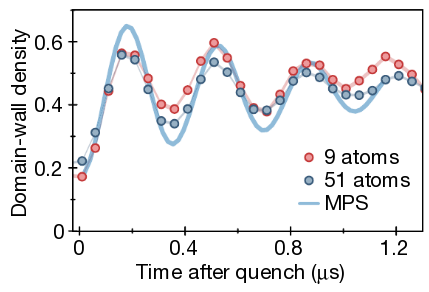 Domain-wall density
0.6
0.4
0.2
0
9 atoms
51 atoms
MPS
0 0.4 0.8 1.2
Time after quench (μs)